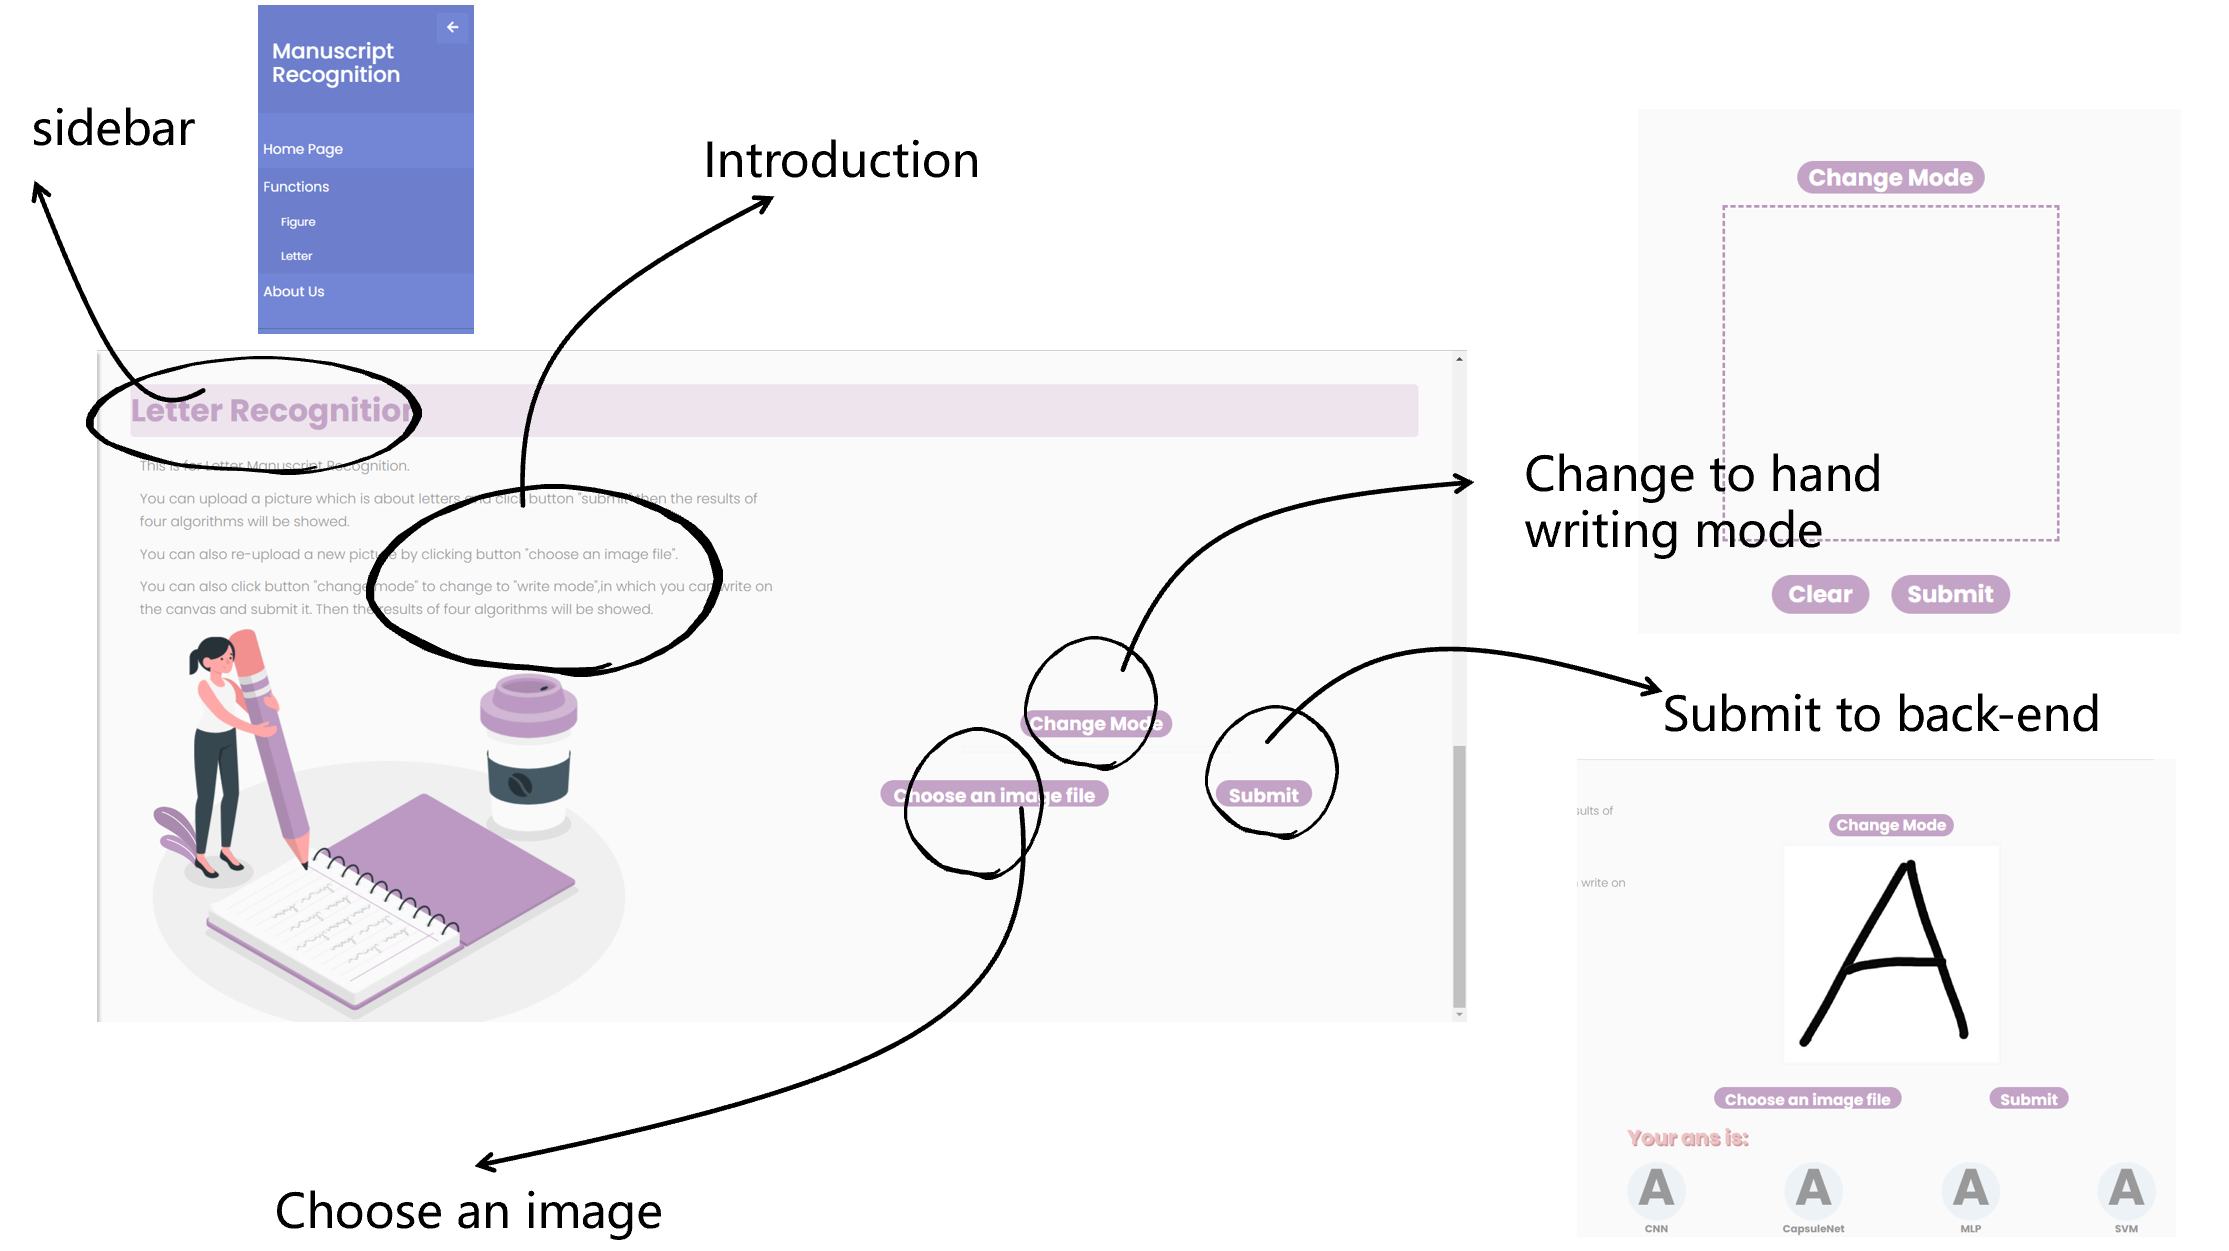 Manuscript
Recognition
Home Page
Functions
Figure
Letter
About Us
sidebar
Introduction
Change Mode
Clear
Submit
Change to hand
writing mode
Letter Recognition
This is for Letter Manuscript Recognition.
You can upload a picture which is about letters and click button "submit" then the results of
four algorithms will be showed.
You can also re-upload a new picture by clicking button "choose an image file".
You can also click button "change mode" to change to "write mode",in which you can write on
the canvas and submit it. Then the results of four algorithms will be showed.
Change Mode
Choose an image file
Submit
Submit to back-end
sults of
write on
Change Mode
A
Choose an image file
Submit
Your ans is:
A A A A
CNN CapsuleNet MLP SVM
Choose an image